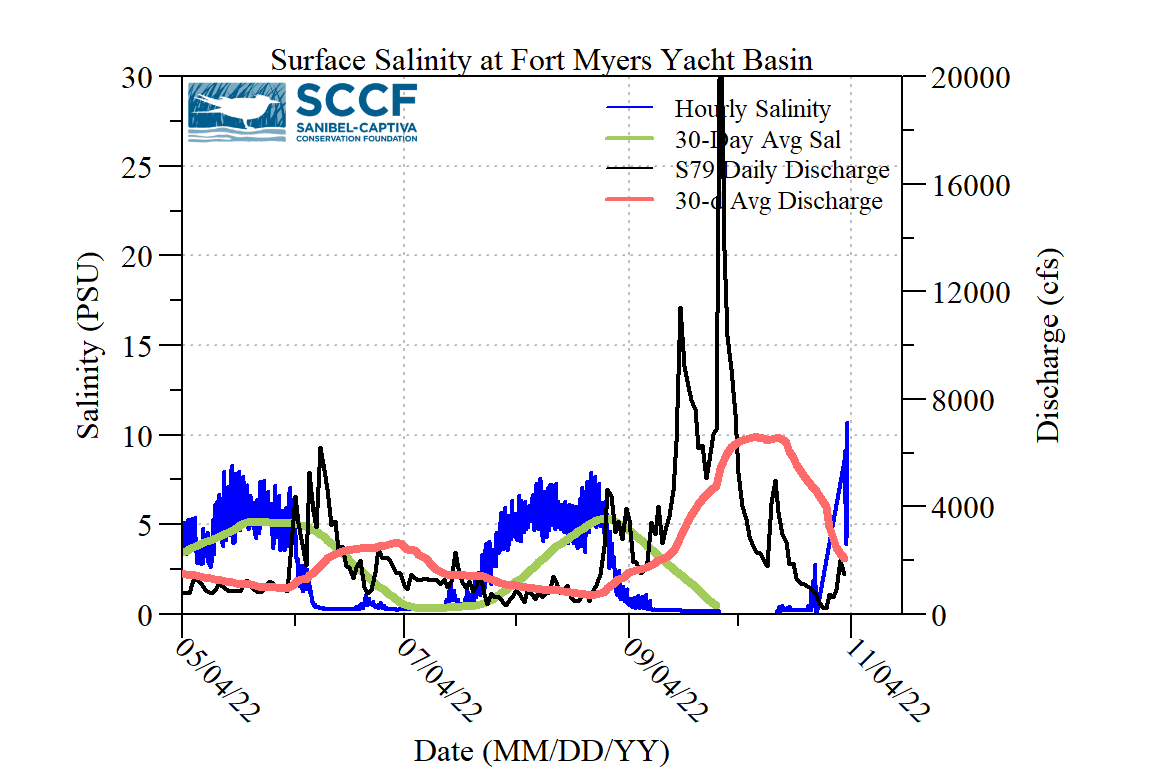 Surface Salinity at Fort Myers Yacht Basin
SCCF
SANIBEL-CAPTIVA
CONSERVATION FOUNDATION
Hourly Salinity
30-Day Avg Sal
S79 Daily Discharge
30-d Avg Discharge
30
25
20
15
10
5
0
Salinity (PSU)
20000
16000
12000
8000
4000
0
Discharge (cfs)
05/04/22
07/04/22
09/04/22
11/04/22
Date (MM/DD/YY)